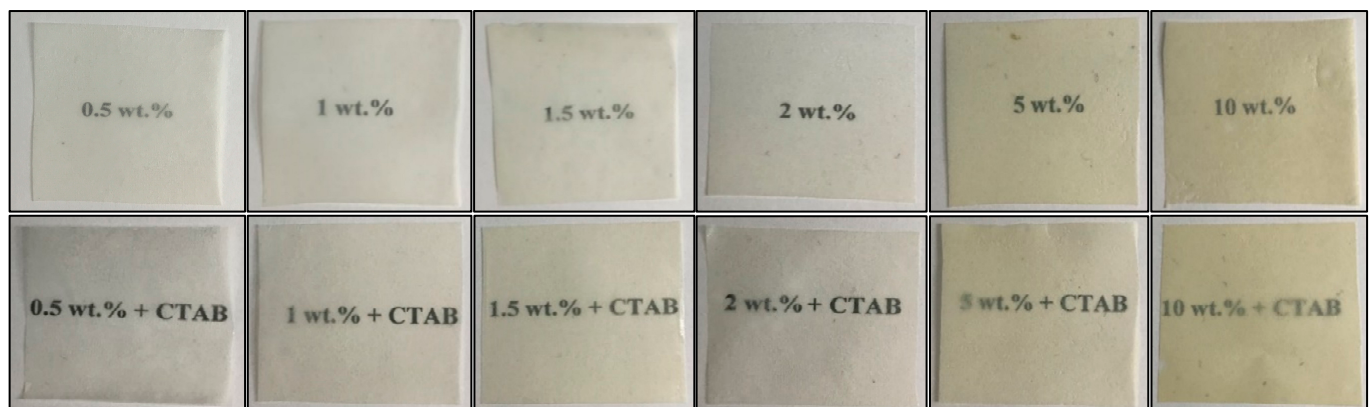 0.5 wt.%
1 wt.%
1.5 wt.%
2 wt.%
5 wt.%
10 wt.%
0.5 wt.% + CTAB
1 wt.% + CTAB
1.5 wt.% + CTAB
2 wt.% + CTAB
5 wt.% + CTAB
10 wt.% + CTAB